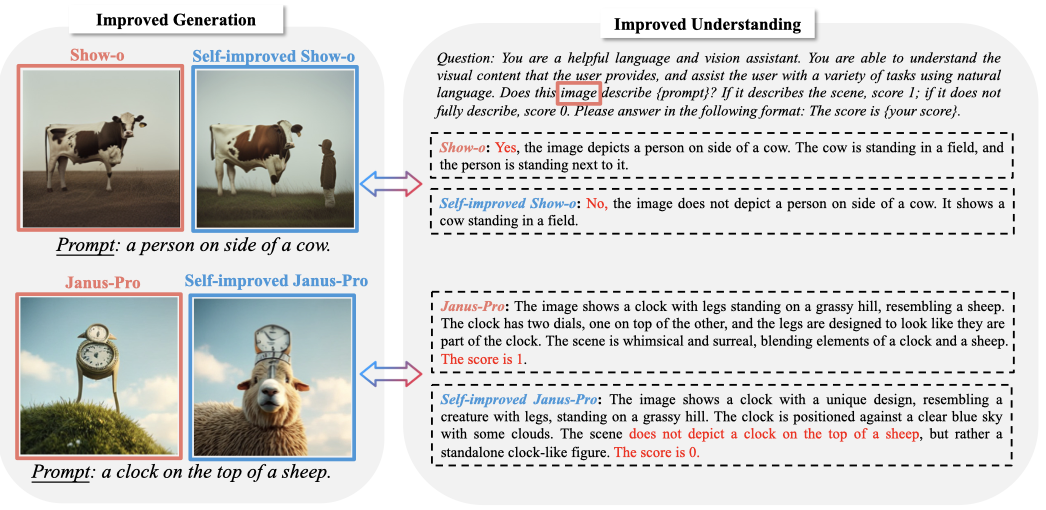 Improved Generation
Show-o
Self-improved Show-o
Prompt: a person on side of a cow.
Janus-Pro
Self-improved Janus-Pro
Prompt: a clock on the top of a sheep.
Improved Understanding
Question: You are a helpful language and vision assistant. You are able to understand the
visual content that the user provides, and assist the user with a variety of tasks using natural
language. Does this image describe {prompt}? If it describes the scene, score 1; if it does not
fully describe, score 0. Please answer in the following format: The score is {your score}.
Show-o: Yes, the image depicts a person on side of a cow. The cow is standing in a field, and
the person is standing next to it.
Self-improved Show-o: No, the image does not depict a person on side of a cow. It shows a
cow standing in a field.
Janus-Pro: The image shows a clock with legs standing on a grassy hill, resembling a sheep.
The clock has two dials, one on top of the other, and the legs are designed to look like they are
part of the clock. The scene is whimsical and surreal, blending elements of a clock and a sheep.
The score is 1.
Self-improved Janus-Pro: The image shows a clock with a unique design, resembling a
creature with legs, standing on a grassy hill. The clock is positioned against a clear blue sky
with some clouds. The scene does not depict a clock on the top of a sheep, but rather a
standalone clock-like figure. The score is 0.